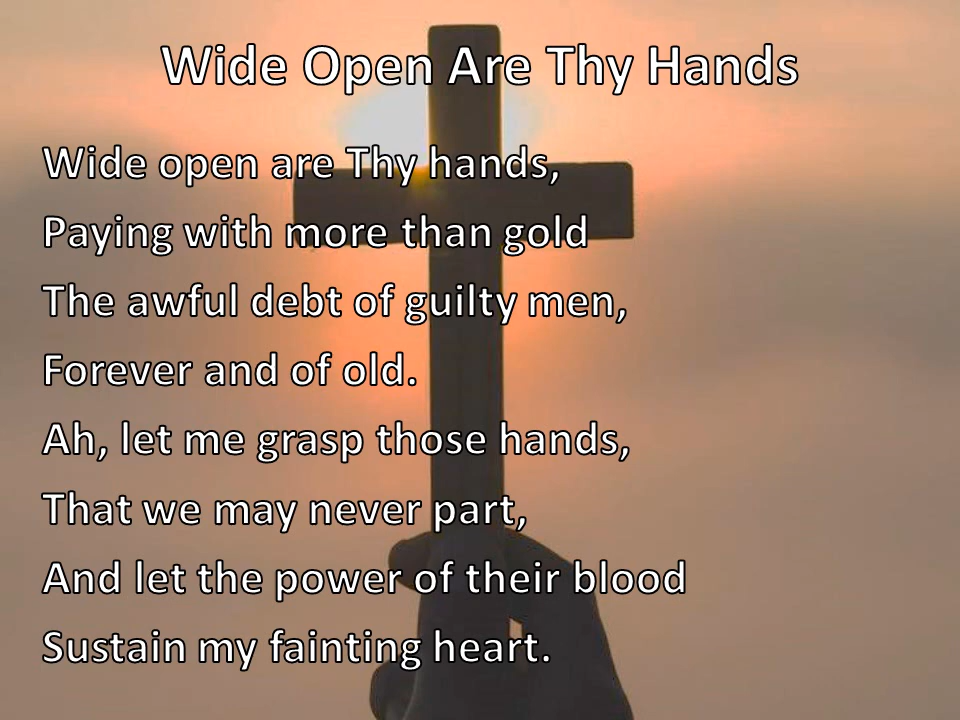 Wide Open Are Thy Hands
Wide open are Thy hands,
Paying with more than gold
The awful debt of guilty men,
Forever and of old.
Ah, let me grasp those hands,
That we may never part,
And let the power of their blood
Sustain my fainting heart.